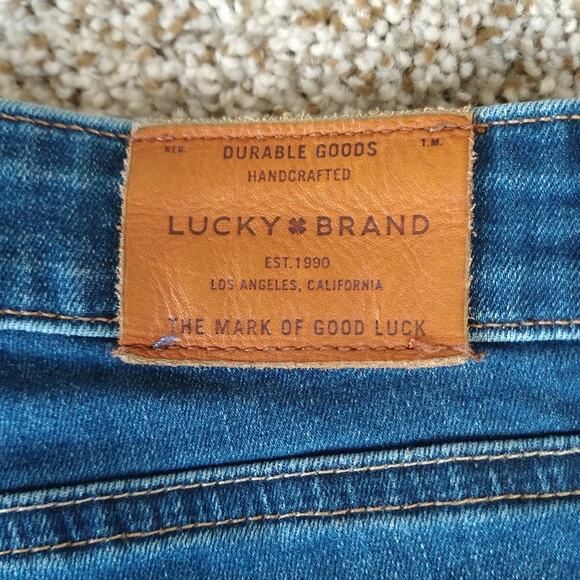 REG. DURABLE GOODS T.M.
HANDCRAFTED
LUCKY BRAND
EST.1990
LOS ANGELES, CALIFORNIA
THE MARK OF GOOD LUCK